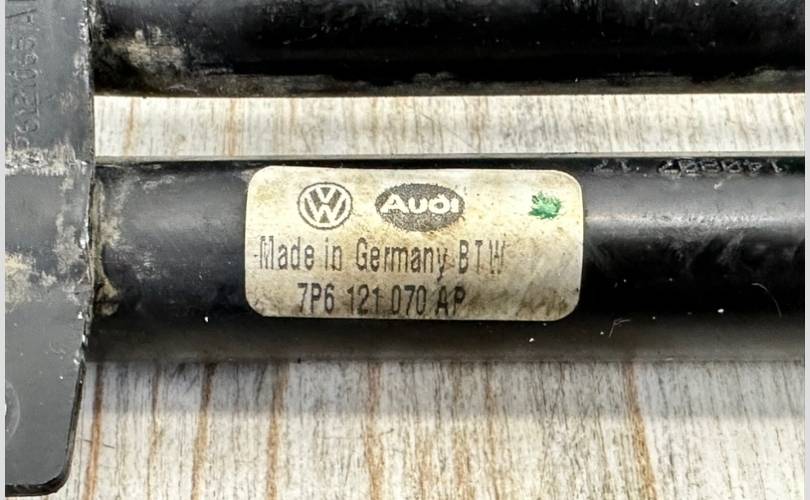 Audi
Made in Germany BTW
7P6 121 070 AP